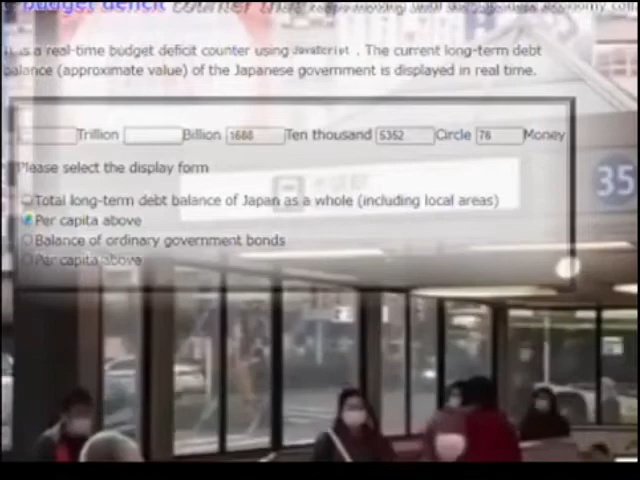 budget deficit
is a real-time budget deficit counter using JavaScript . The current long-term debt
balance (approximate value) of the Japanese government is displayed in real time.
Trillion Billion 1688 Ten thousand 5352 Circle 78 Money
Please select the display form
Total long-term debt balance of Japan as a whole (including local areas)
Per capita above
Balance of ordinary government bonds
Per capita above
35